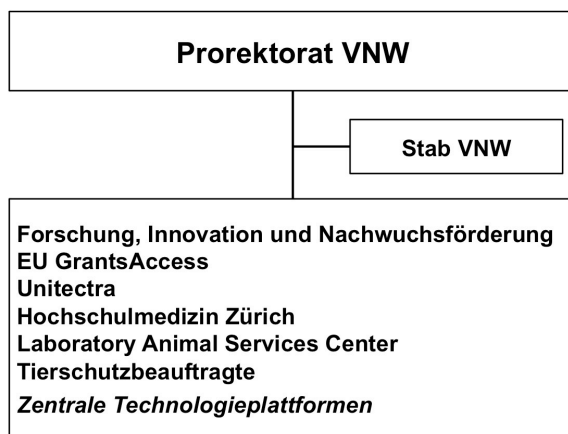 Prorektorat VNW
Stab VNW
Forschung, Innovation und Nachwuchsförderung
EU GrantsAccess
Unitectra
Hochschulmedizin Zürich
Laboratory Animal Services Center
Tierschutzbeauftragte
Zentrale Technologieplattformen